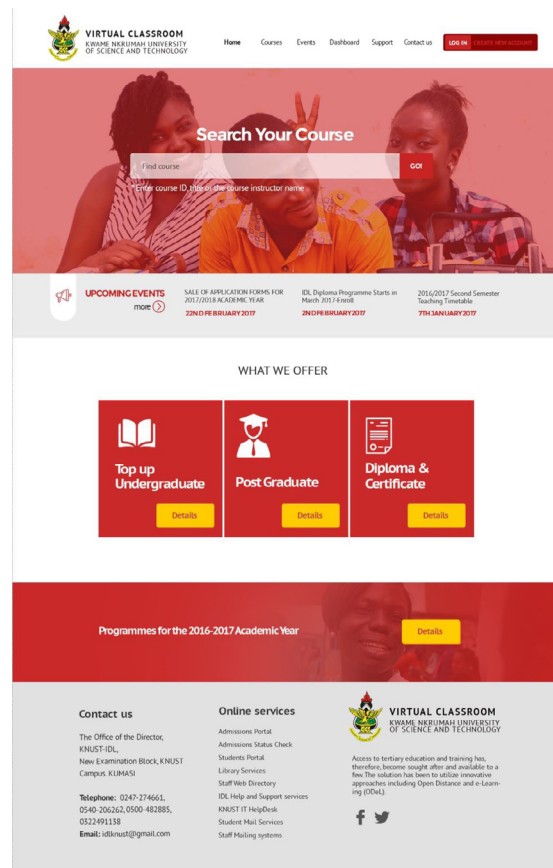 VIRTUAL CLASSROOM
KWAME NKRUMAH UNIVERSITY
OF SCIENCE AND TECHNOLOGY
Home Courses Events Dashboard Support Contact us LOG IN CREATE NEW ACCOUNT
Search Your Course
Find course GO!
*Enter course ID, title or the course instructor name
UPCOMING EVENTS
more
SALE OF APPLICATION FORMS FOR
2017/2018 ACADEMIC YEAR
22ND FEBRUARY 2017
IDL Diploma Programme Starts in
March 2017-Enroll
2ND FEBRUARY 2017
2016/2017 Second Semester
Teaching Timetable
7TH JANUARY 2017
WHAT WE OFFER
Top up
Undergraduate
Details
Post Graduate
Details
Diploma &
Certificate
Details
Programmes for the 2016-2017 Academic Year
Details
Contact us
The Office of the Director,
KNUST-IDL,
New Examination Block, KNUST
Campus. KUMASI
Telephone: 0247-274661,
0540-206262, 0500-482885,
0322491138
Email: idlknust@gmail.com
Online services
Admissions Portal
Admissions Status Check
Students Portal
Library Services
Staff Web Directory
IDL Help and Support services
KNUST IT HelpDesk
Student Mail Services
Staff Mailing systems
VIRTUAL CLASSROOM
KWAME NKRUMAH UNIVERSITY
OF SCIENCE AND TECHNOLOGY
Access to tertiary education and training has,
therefore, become sought after and available to a
few. The solution has been to utilize innovative
approaches including Open Distance and e-Learn-
ing (ODeL).